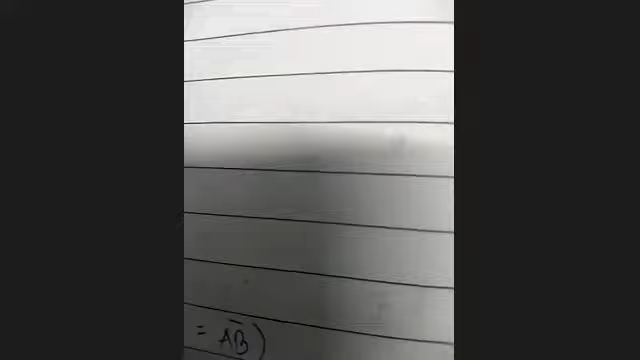 = AB̅)